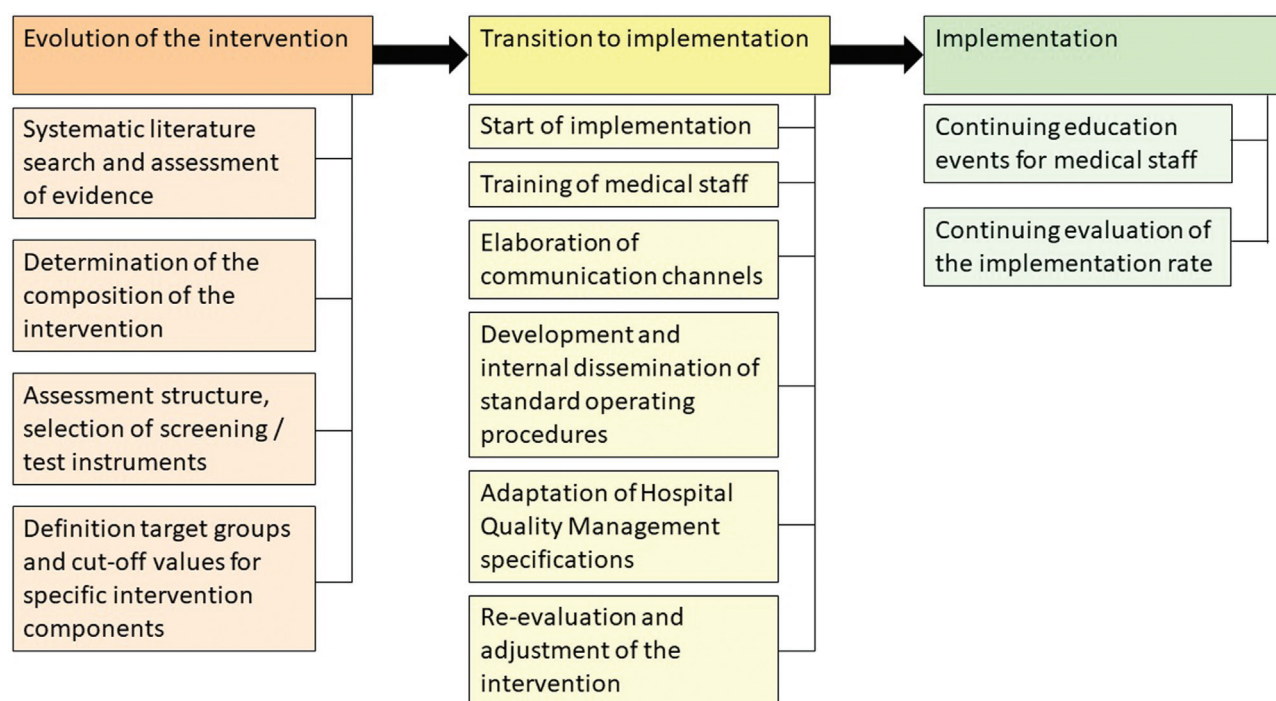 Evolution of the intervention
Systematic literature
search and assessment
of evidence
Determination of the
composition of the
intervention
Assessment structure,
selection of screening /
test instruments
Definition target groups
and cut-off values for
specific intervention
components
Transition to implementation
Start of implementation
Training of medical staff
Elaboration of
communication channels
Development and
internal dissemination of
standard operating
procedures
Adaptation of Hospital
Quality Management
specifications
Re-evaluation and
adjustment of the
intervention
Implementation
Continuing education
events for medical staff
Continuing evaluation of
the implementation rate